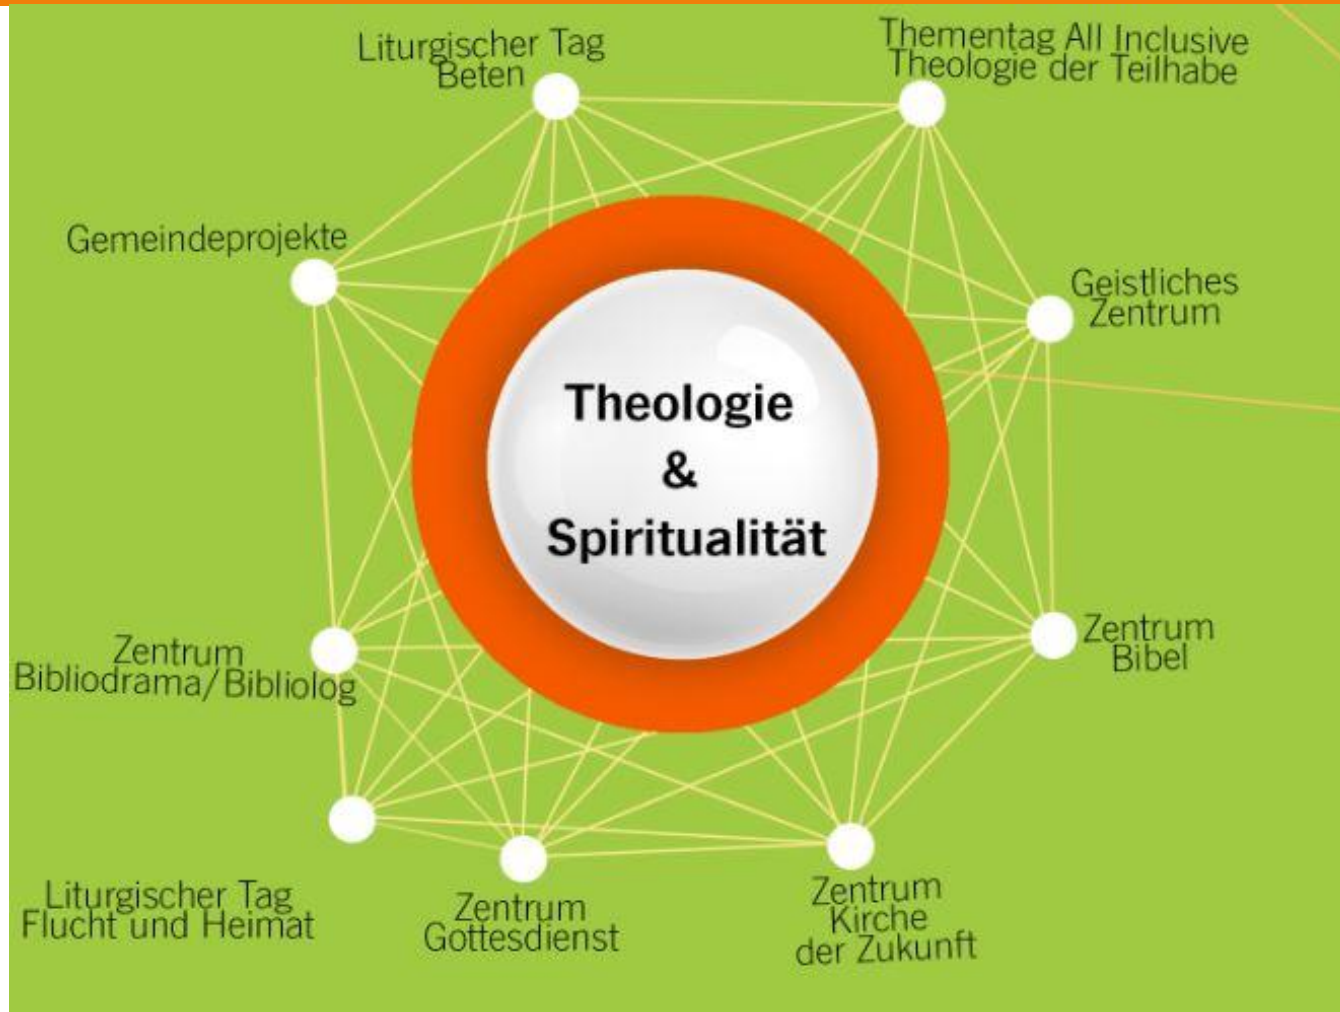 Liturgischer Tag
Beten
Thementag All Inclusive
Theologie der Teilhabe
Gemeindeprojekte
Geistliches
Zentrum
Theologie
&
Spiritualität
Zentrum
Bibliodrama/Bibliolog
Zentrum
Bibel
Liturgischer Tag
Flucht und Heimat
Zentrum
Gottesdienst
Zentrum
Kirche
der Zukunft